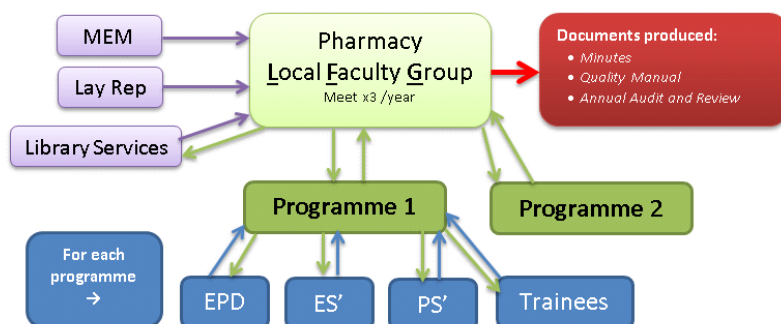 MEM
Lay Rep
Library Services
Pharmacy
Local Faculty Group
Meet x3 /year
Documents produced:
• Minutes
• Quality Manual
• Annual Audit and Review
Programme 1
Programme 2
For each
programme
→
EPD
ES’
PS’
Trainees